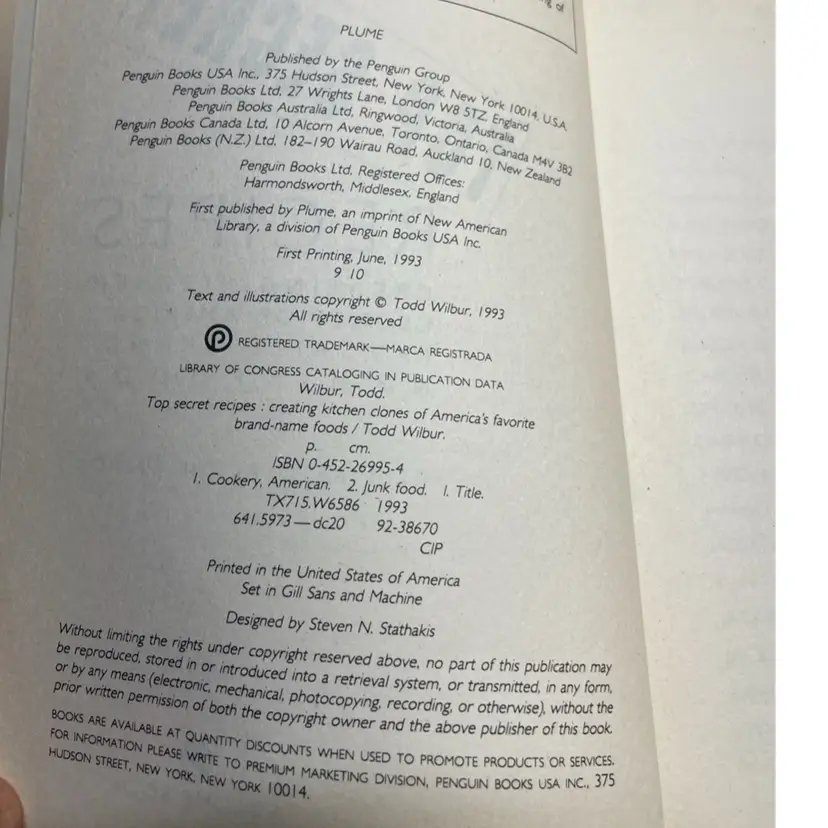 of
PLUME
Published by the Penguin Group
Penguin Books USA Inc., 375 Hudson Street, New York, New York 10014, U.S.A.
Penguin Books Ltd, 27 Wrights Lane, London W8 5TZ, England
Penguin Books Australia Ltd, Ringwood, Victoria, Australia
Penguin Books Canada Ltd, 10 Alcorn Avenue, Toronto, Ontario, Canada M4V 3B2
Penguin Books (N.Z.) Ltd, 182–190 Wairau Road, Auckland 10, New Zealand
Penguin Books Ltd, Registered Offices:
Harmondsworth, Middlesex, England
First published by Plume, an imprint of New American
Library, a division of Penguin Books USA Inc.
First Printing, June, 1993
9 10
Text and illustrations copyright © Todd Wilbur, 1993
All rights reserved
P REGISTERED TRADEMARK—MARCA REGISTRADA
LIBRARY OF CONGRESS CATALOGING IN PUBLICATION DATA
Wilbur, Todd.
Top secret recipes : creating kitchen clones of America's favorite
brand-name foods / Todd Wilbur.
p. cm.
ISBN 0-452-26995-4
1. Cookery, American. 2. Junk food. I. Title.
TX715.W6586 1993
641.5973—dc20 92-38670
CIP
Printed in the United States of America
Set in Gill Sans and Machine
Designed by Steven N. Stathakis
Without limiting the rights under copyright reserved above, no part of this publication may
be reproduced, stored in or introduced into a retrieval system, or transmitted, in any form,
or by any means (electronic, mechanical, photocopying, recording, or otherwise), without the
prior written permission of both the copyright owner and the above publisher of this book.
BOOKS ARE AVAILABLE AT QUANTITY DISCOUNTS WHEN USED TO PROMOTE PRODUCTS OR SERVICES.
FOR INFORMATION PLEASE WRITE TO PREMIUM MARKETING DIVISION, PENGUIN BOOKS USA INC., 375
HUDSON STREET, NEW YORK, NEW YORK 10014.